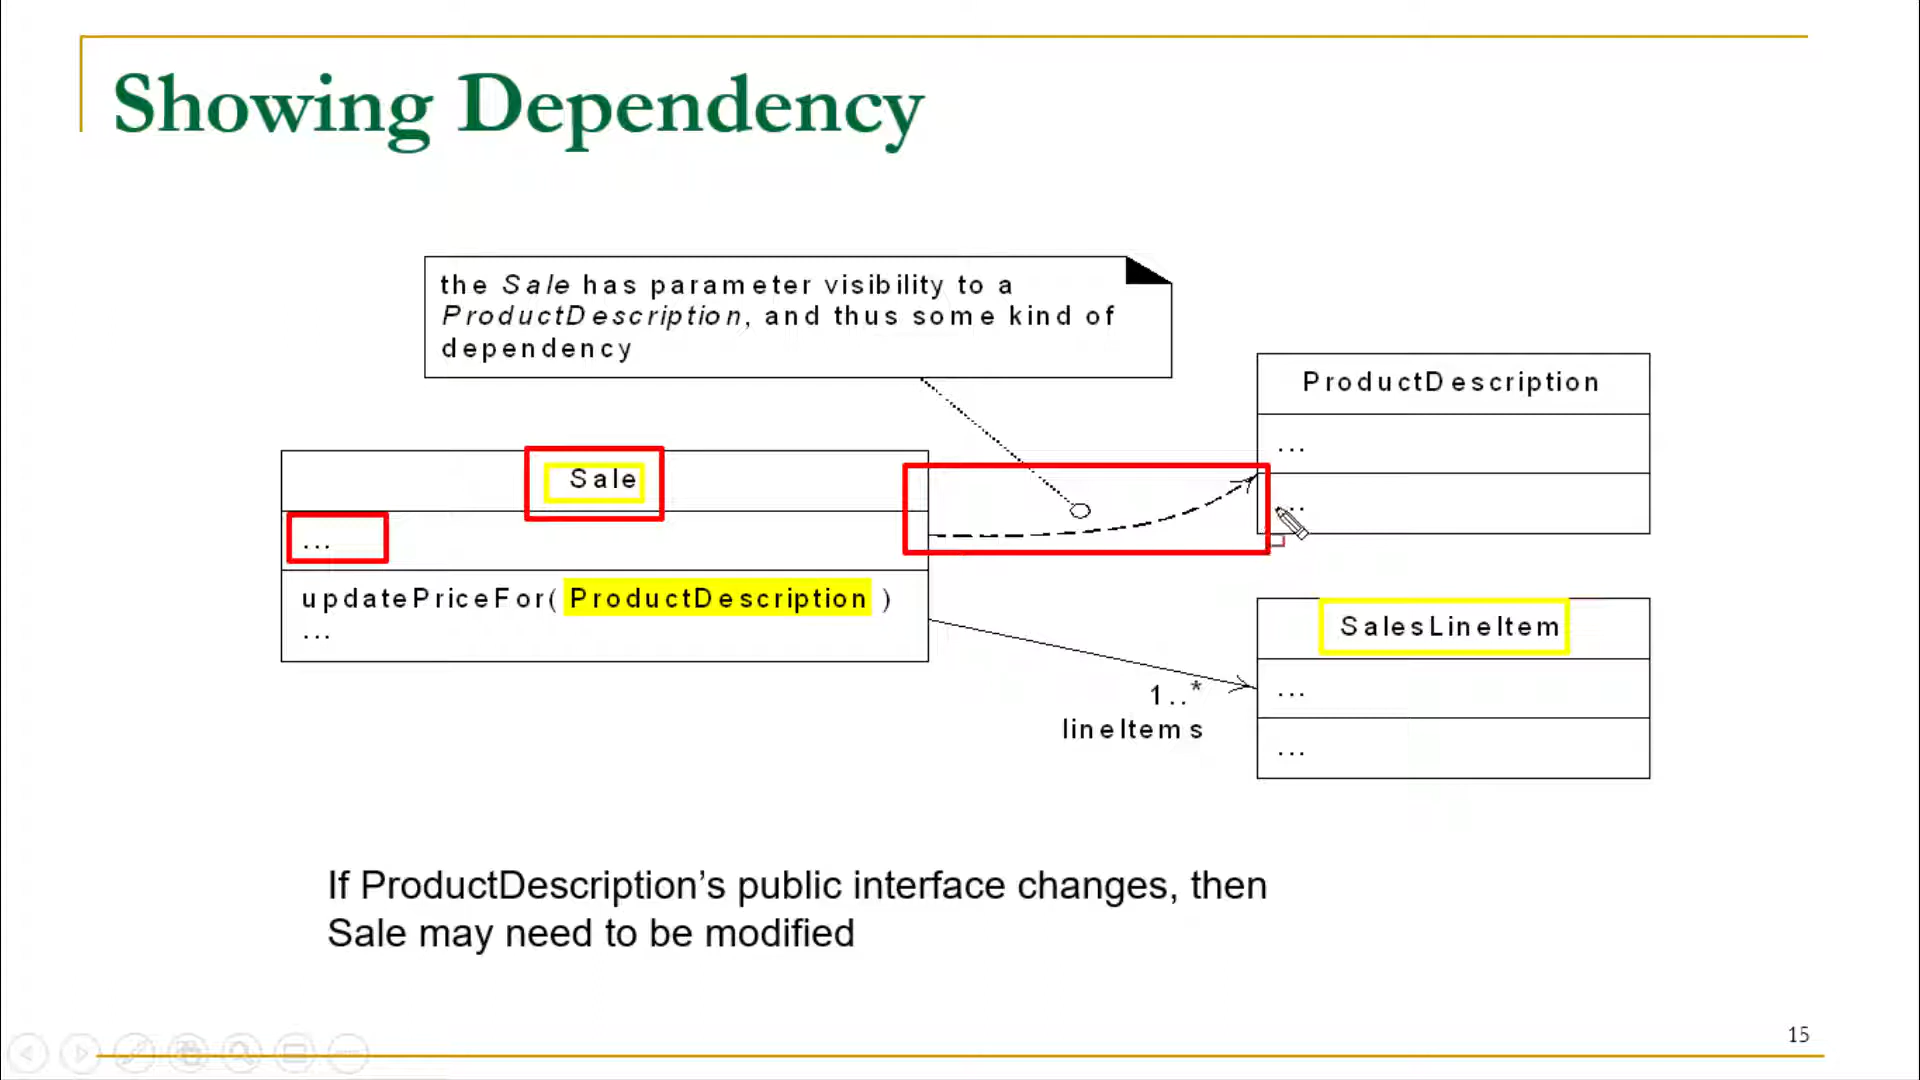 Showing Dependency
the Sale has parameter visibility to a
ProductDescription, and thus some kind of
dependency
ProductDescription
...
...
Sale
...
updatePriceFor( ProductDescription )
...
SalesLineItem
...
...
1..*
lineItems
If ProductDescription’s public interface changes, then
Sale may need to be modified
15